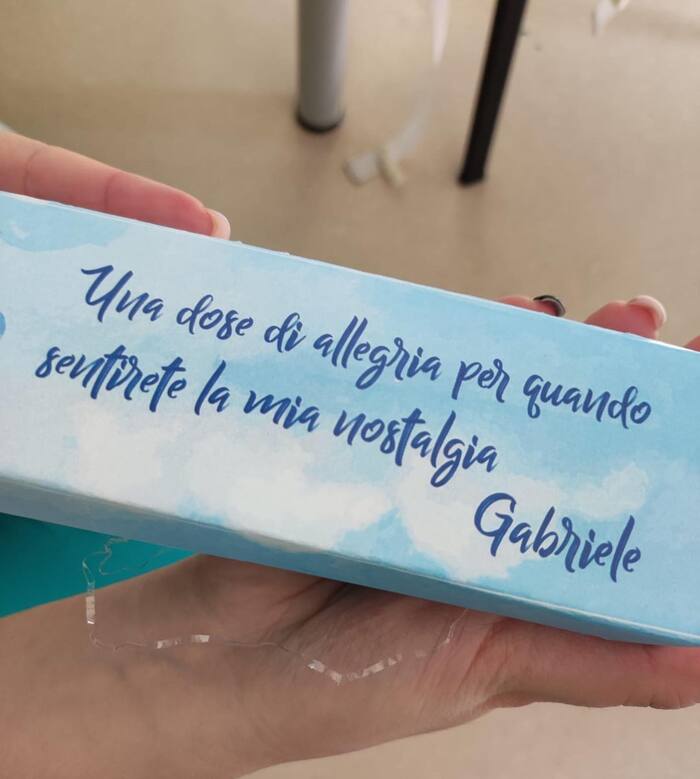 Una dose di allegria per quando
sentirete la mia nostalgia
Gabriele